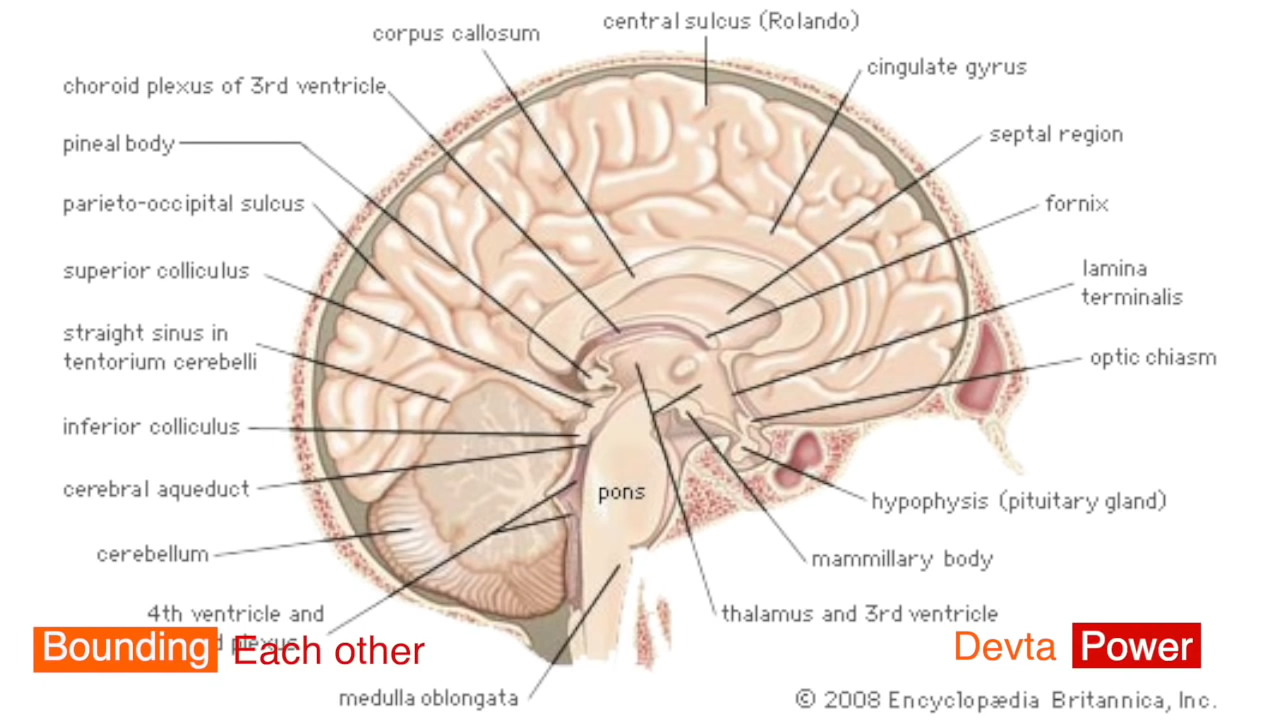 central sulcus (Rolando)
corpus callosum
cingulate gyrus
choroid plexus of 3rd ventricle
septal region
pineal body
parieto-occipital sulcus
fornix
superior colliculus
lamina
terminalis
straight sinus in
tentorium cerebelli
optic chiasm
inferior colliculus
cerebral aqueduct
pons
hypophysis (pituitary gland)
cerebellum
mammillary body
4th ventricle and
plexus
thalamus and 3rd ventricle
Bounding Each other
Devta Power
medulla oblongata
© 2008 Encyclopædia Britannica, Inc.